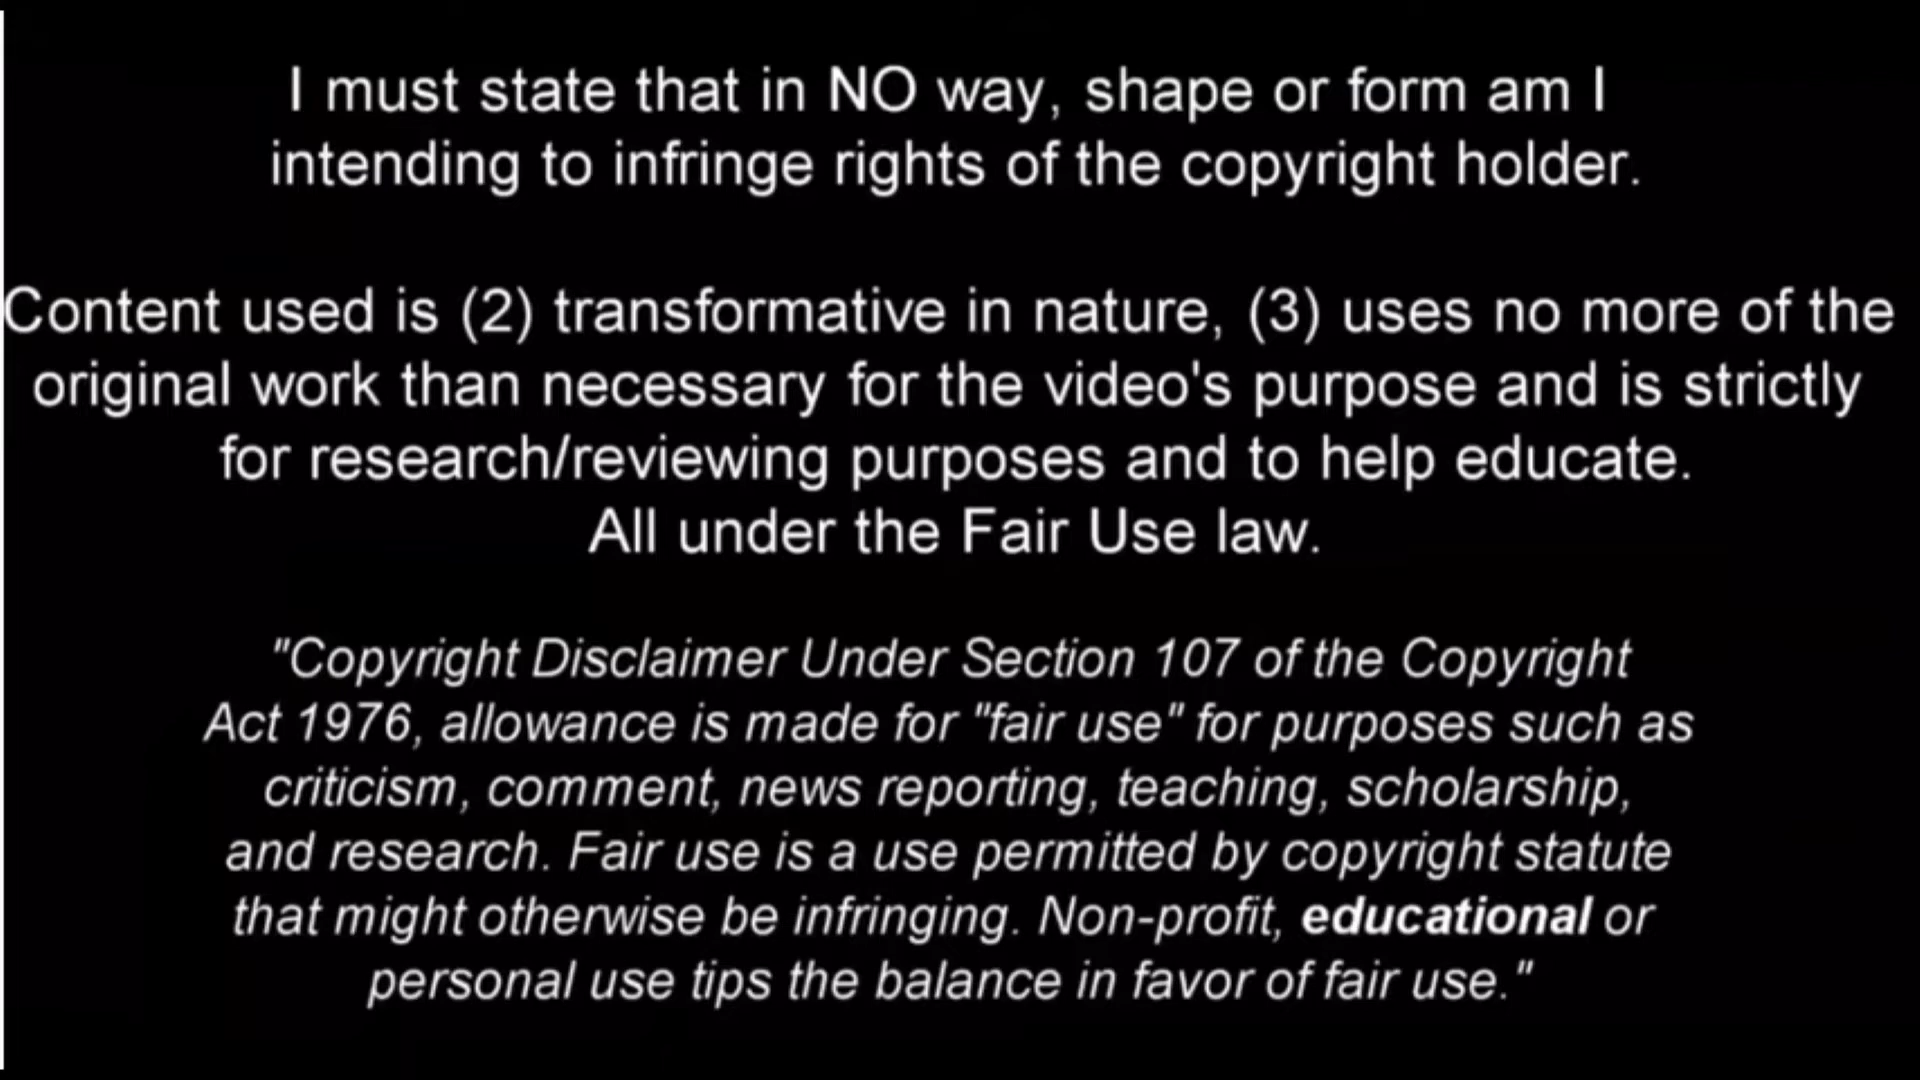 I must state that in NO way, shape or form am I
intending to infringe rights of the copyright holder.
Content used is (2) transformative in nature, (3) uses no more of the
original work than necessary for the video's purpose and is strictly
for research/reviewing purposes and to help educate.
All under the Fair Use law.
"Copyright Disclaimer Under Section 107 of the Copyright
Act 1976, allowance is made for "fair use" for purposes such as
criticism, comment, news reporting, teaching, scholarship,
and research. Fair use is a use permitted by copyright statute
that might otherwise be infringing. Non-profit, educational or
personal use tips the balance in favor of fair use."